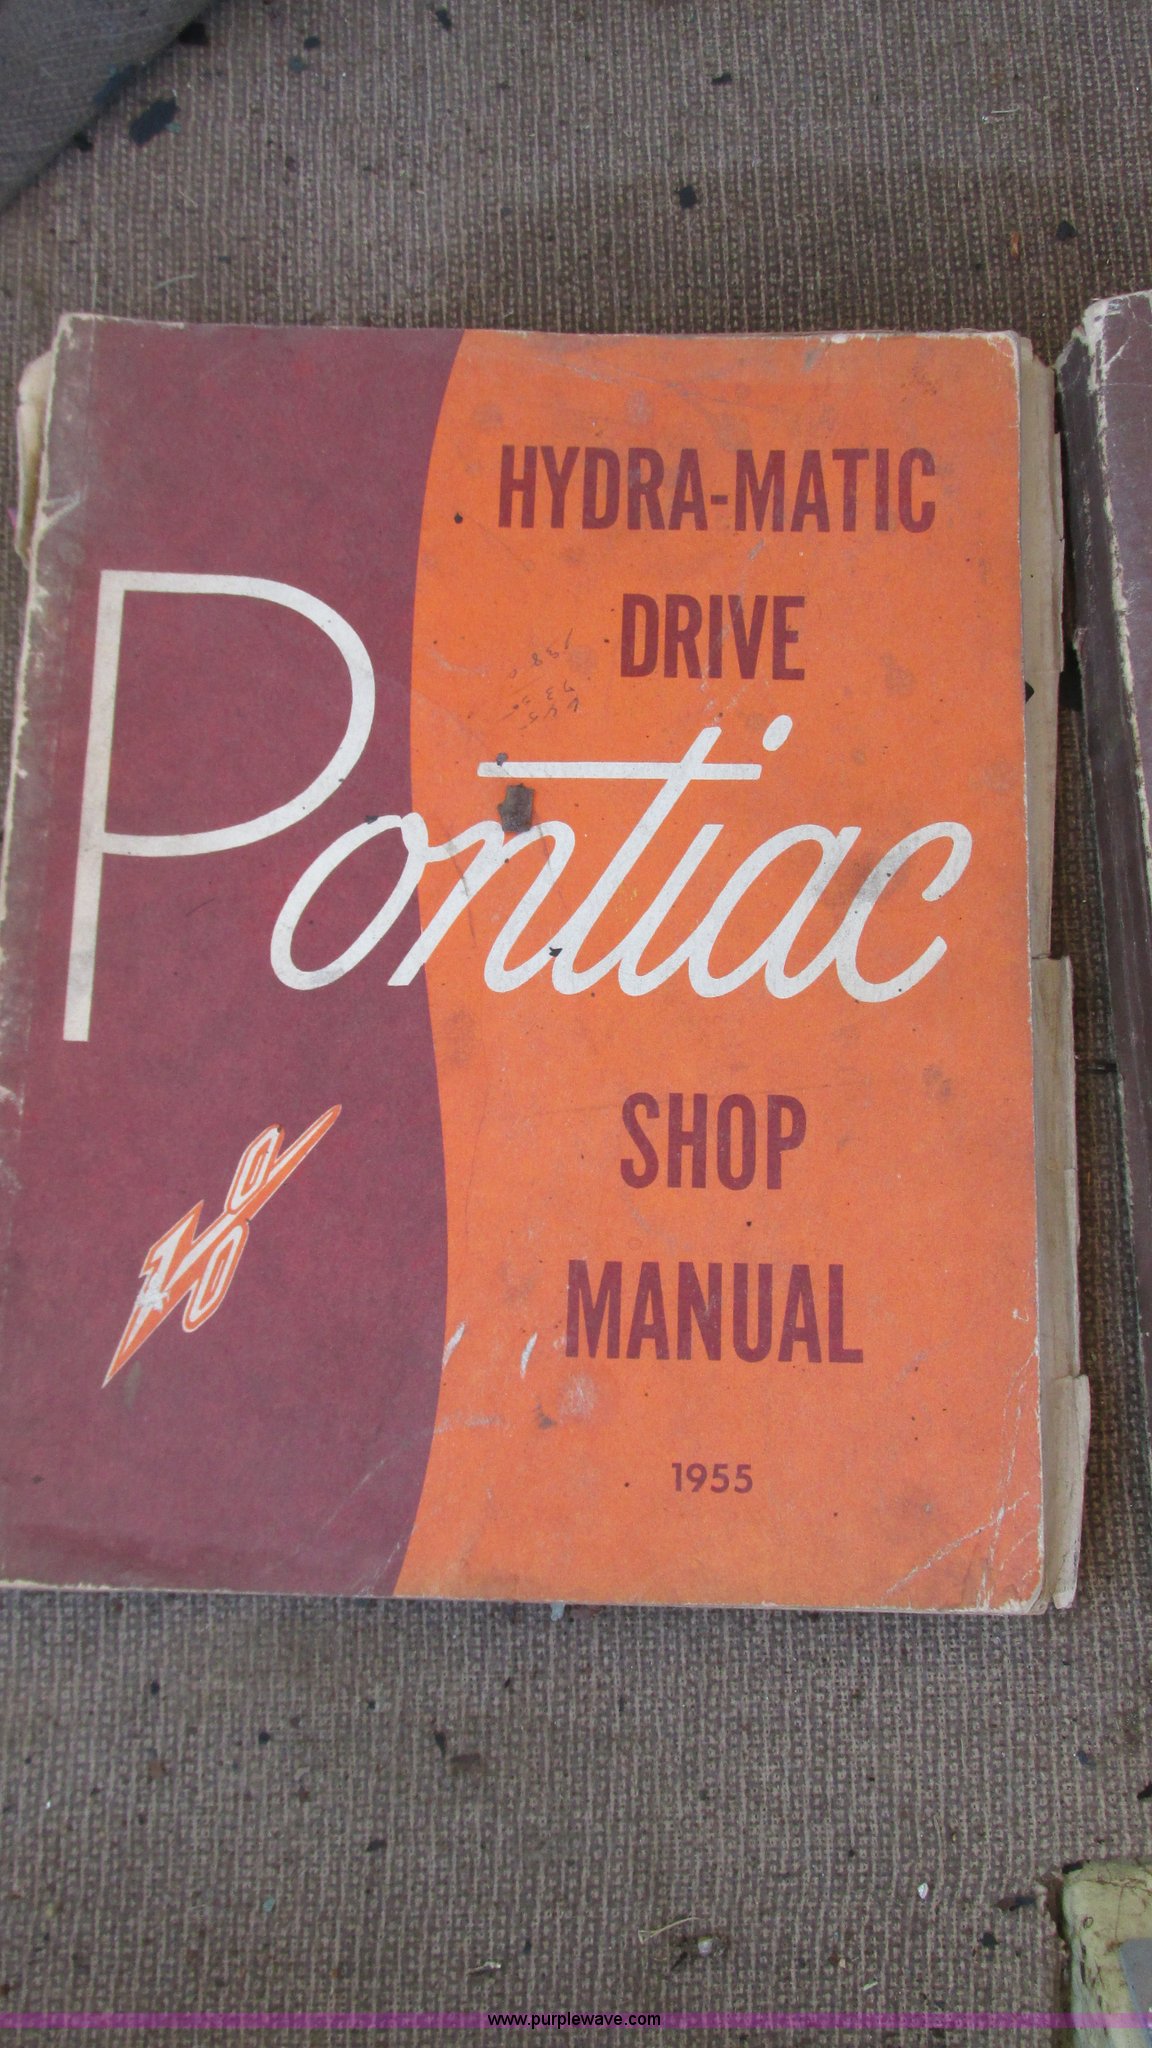 HYDRA-MATIC
DRIVE
Pontiac
SHOP
MANUAL
1955
www.purplewave.com